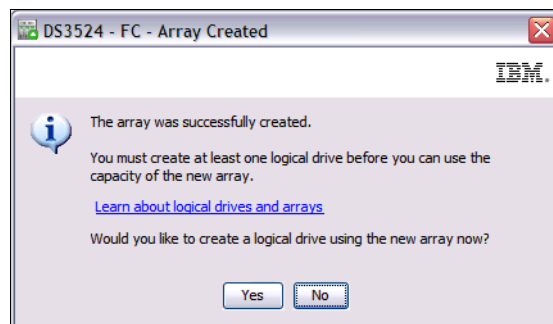 DS3524 - FC - Array Created
IBM.
The array was successfully created.
You must create at least one logical drive before you can use the
capacity of the new array.
Learn about logical drives and arrays
Would you like to create a logical drive using the new array now?
Yes No